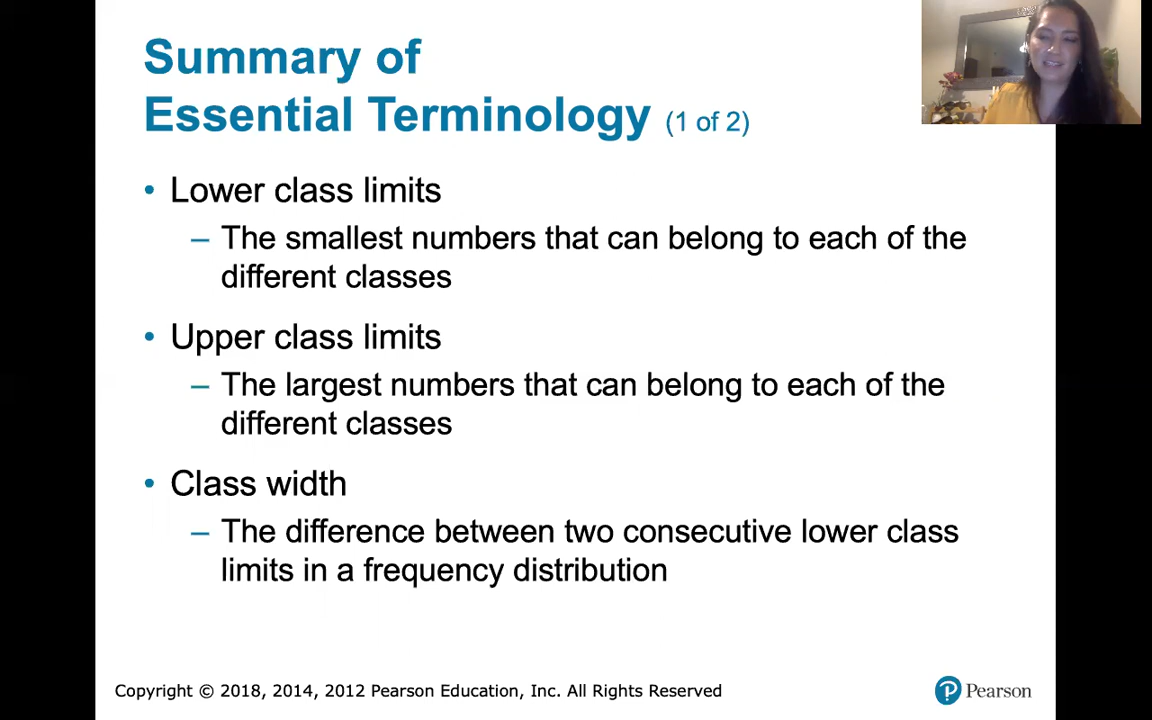 Summary of
Essential Terminology (1 of 2)
• Lower class limits
– The smallest numbers that can belong to each of the
different classes
• Upper class limits
– The largest numbers that can belong to each of the
different classes
• Class width
– The difference between two consecutive lower class
limits in a frequency distribution
Copyright © 2018, 2014, 2012 Pearson Education, Inc. All Rights Reserved
P Pearson